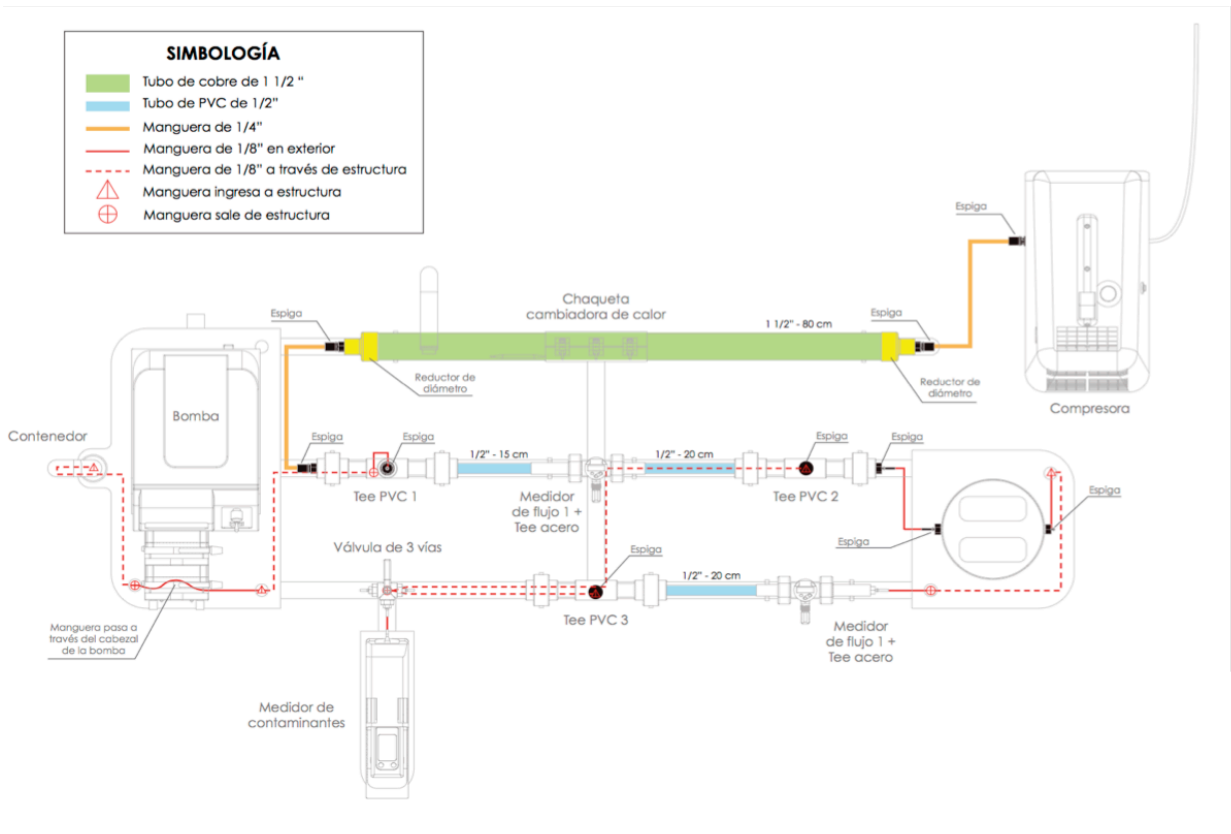 SIMBOLOGÍA
Tubo de cobre de 1 1/2 "
Tubo de PVC de 1/2"
Manguera de 1/4"
Manguera de 1/8" en exterior
Manguera de 1/8" a través de estructura
Manguera ingresa a estructura
Manguera sale de estructura
Espiga
Compresora
Chaqueta
cambiadora de calor
Espiga
1 1/2" - 80 cm
Espiga
Reductor de
diámetro
Reductor de
diámetro
Bomba
Contenedor
Espiga
Espiga
1/2" - 15 cm
1/2" - 20 cm
Espiga
Espiga
Tee PVC 1
Medidor
de flujo 1 +
Tee acero
Tee PVC 2
Espiga
Espiga
Válvula de 3 vías
Espiga
1/2" - 20 cm
Tee PVC 3
Medidor
de flujo 1 +
Tee acero
Manguera pasa a
través del cabezal
de la bomba
Medidor de
contaminantes